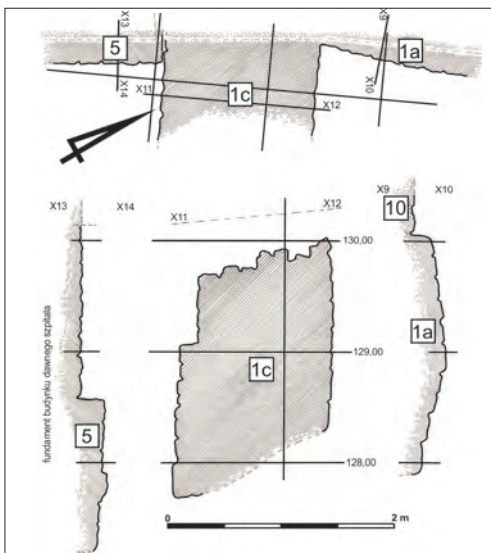 X13
X9
5
1a
X14
X11
1c
X10
X12
X13
X14
X11
X12
X9
X10
10
130,00
1a
129,00
1c
fundament budynku dawnego szpitala
5
128,00
0
2 m